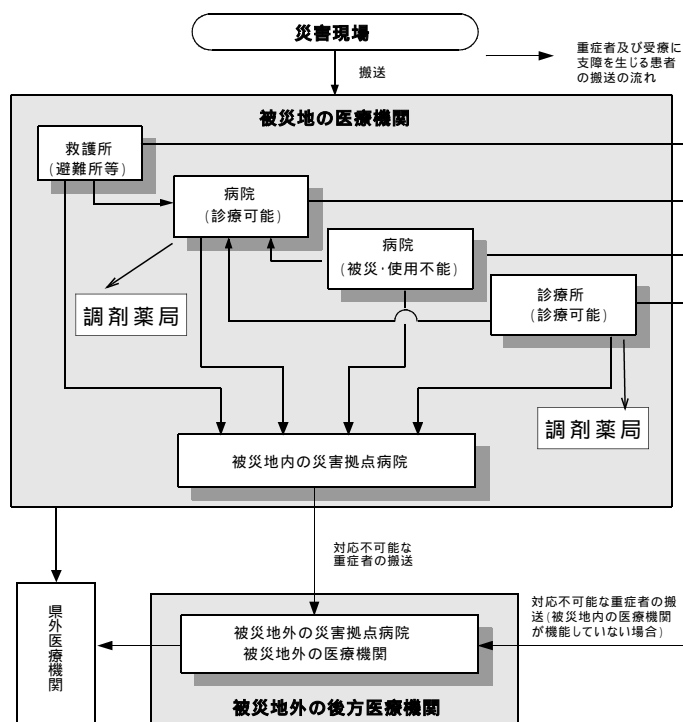 災害現場
重症者及び受療に
支障を生じる患者
の搬送の流れ
搬送
被災地の医療機関
救護所
(避難所等)
病院
(診療可能)
病院
(被災・使用不能)
診療所
(診療可能)
調剤薬局
調剤薬局
被災地内の災害拠点病院
対応不可能な
重症者の搬送
県外医療機関
対応不可能な重症者の搬
送(被災地内の医療機関
が機能していない場合)
被災地外の災害拠点病院
被災地外の医療機関
被災地外の後方医療機関